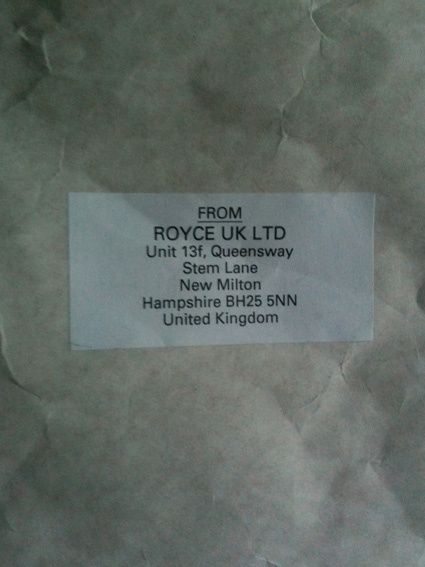 FROM
ROYCE UK LTD
Unit 13f, Queensway
Stem Lane
New Milton
Hampshire BH25 5NN
United Kingdom